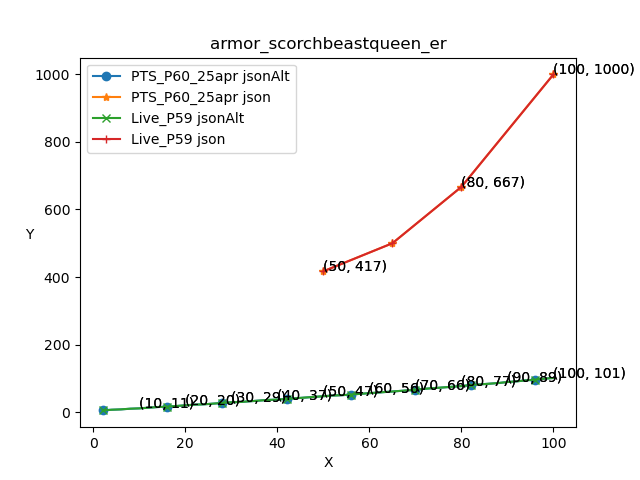 armor_scorchbeastqueen_er
PTS_P60_25apr jsonAlt
PTS_P60_25apr json
Live_P59 jsonAlt
Live_P59 json
(100, 1000)
(80, 667)
(50, 417)
(10, 11)
(20, 20)
(30, 29)
(40, 37)
(50, 47)
(60, 56)
(70, 66)
(80, 77)
(90, 89)
(100, 101)
Y
1000
800
600
400
200
0
0 20 40 60 80 100
X